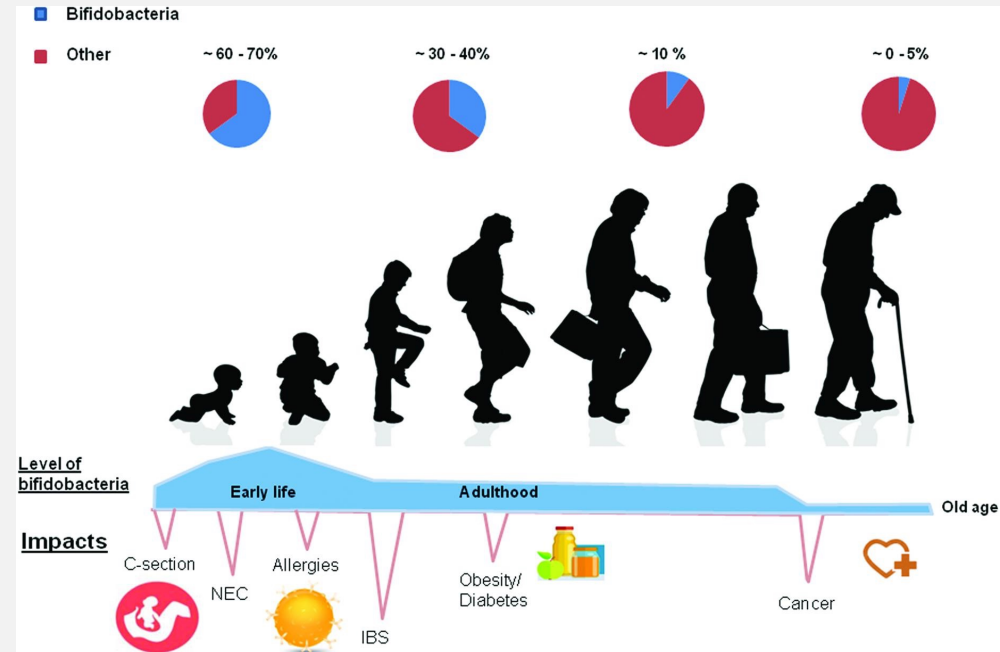 Bifidobacteria
Other
~ 60 - 70%
~ 30 - 40%
~ 10 %
~ 0 - 5%
Level of
bifidobacteria
Early life
Adulthood
Old age
Impacts
C-section
NEC
Allergies
IBS
Obesity/
Diabetes
Cancer